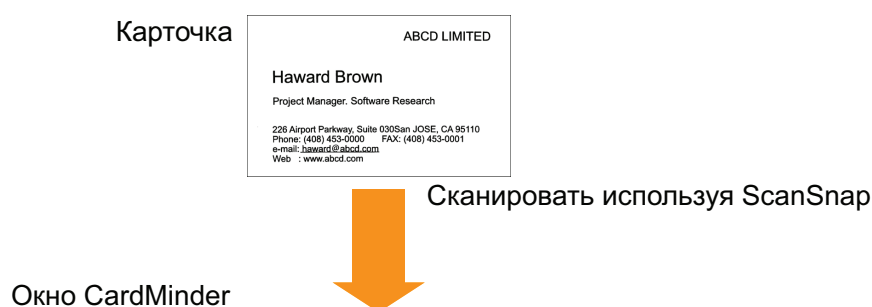 Карточка
ABCD LIMITED
Haward Brown
Project Manager. Software Research
226 Airport Parkway, Suite 030San JOSE, CA 95110
Phone: (408) 453-0000 FAX: (408) 453-0001
e-mail: haward@abcd.com
Web : www.abcd.com
Сканировать используя ScanSnap
Окно CardMinder